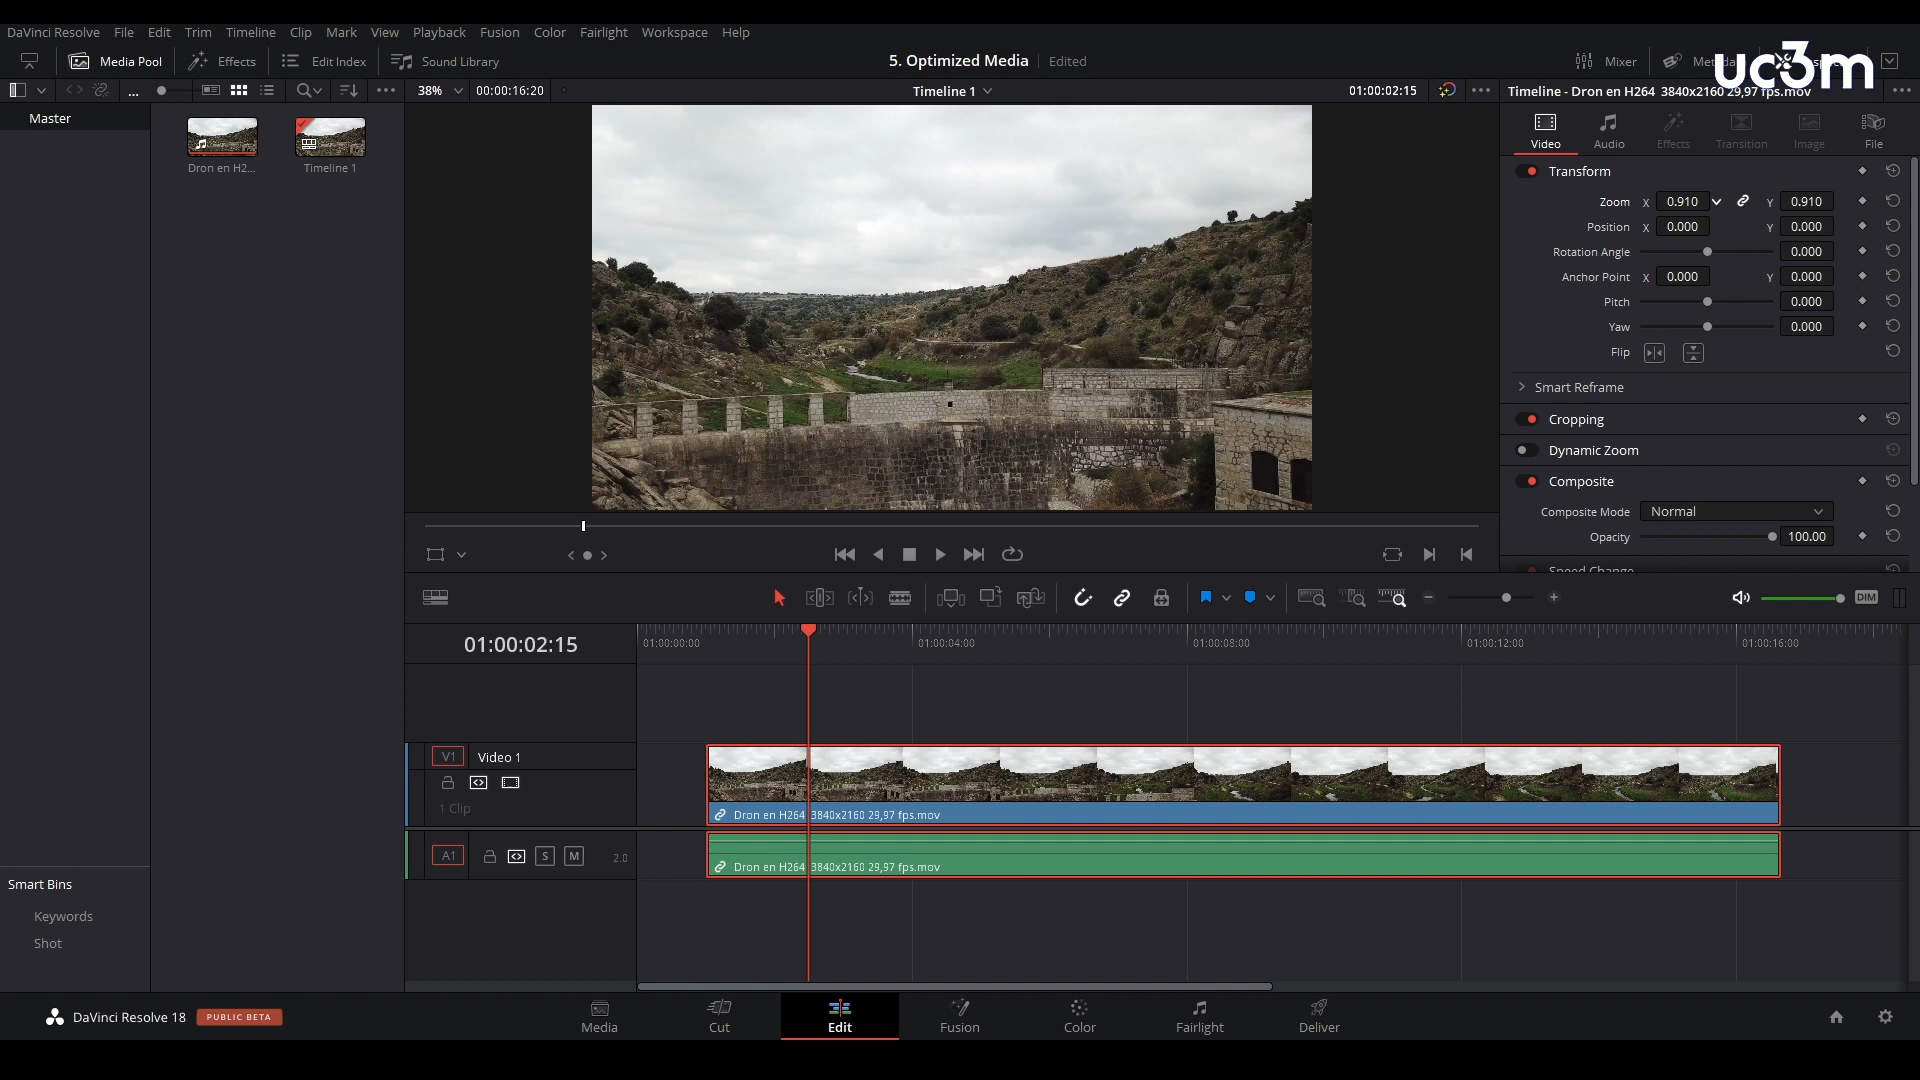 DaVinci Resolve File Edit Trim Timeline Clip Mark View Playback Fusion Color Fairlight Workspace Help
Media Pool Effects Edit Index Sound Library 5. Optimized Media Edited Mixer
uc3m
38% 00:00:16:20 Timeline 1 01:00:02:15 Timeline - Dron en H264 3840x2160 29,97 fps.mov
Master
Dron en H2...
Timeline 1
Video Audio Effects Transition Image File
Transform
Zoom X 0.910 Y 0.910
Position X 0.000 Y 0.000
Rotation Angle 0.000
Anchor Point X 0.000 Y 0.000
Pitch 0.000
Yaw 0.000
Flip
Smart Reframe
Cropping
Dynamic Zoom
Composite
Composite Mode Normal
Opacity 100.00
Speed Change
DIM
01:00:02:15
01:00:00:00 01:00:04:00 01:00:08:00 01:00:12:00 01:00:16:00
V1 Video 1
1 Clip
Dron en H264 3840x2160 29,97 fps.mov
A1 S M 2.0
Dron en H264 3840x2160 29,97 fps.mov
Smart Bins
Keywords
Shot
DaVinci Resolve 18 PUBLIC BETA
Media Cut Edit Fusion Color Fairlight Deliver